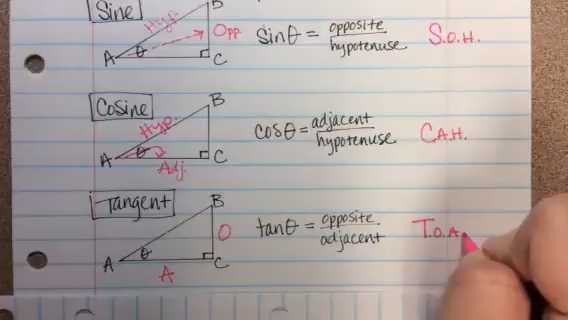 Sine
B
Hyp.
Opp.
A θ C
sinθ = opposite / hypotenuse
S.O.H.
Cosine
B
Hyp.
A θ C
Adj.
cosθ = adjacent / hypotenuse
C.A.H.
Tangent
B
O
A θ C
A
tanθ = opposite / adjacent
T.O.A.